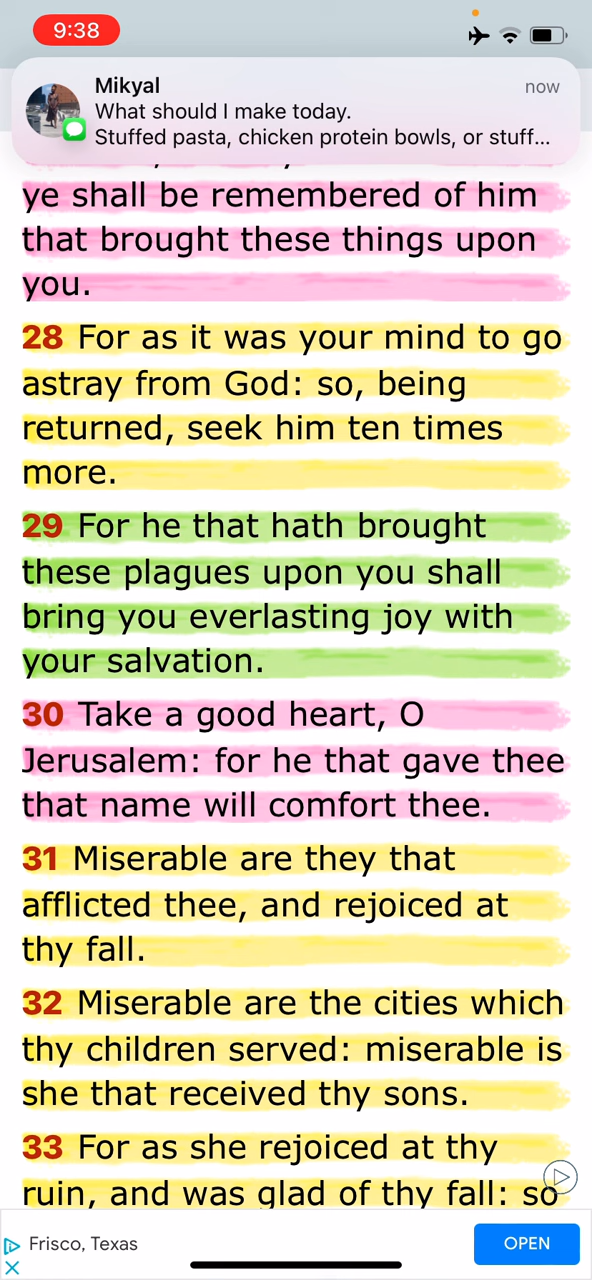 9:38
Mikyal
now
What should I make today.
Stuffed pasta, chicken protein bowls, or stuff...
ye shall be remembered of him
that brought these things upon
you.
28 For as it was your mind to go
astray from God: so, being
returned, seek him ten times
more.
29 For he that hath brought
these plagues upon you shall
bring you everlasting joy with
your salvation.
30 Take a good heart, O
Jerusalem: for he that gave thee
that name will comfort thee.
31 Miserable are they that
afflicted thee, and rejoiced at
thy fall.
32 Miserable are the cities which
thy children served: miserable is
she that received thy sons.
33 For as she rejoiced at thy
ruin, and was glad of thy fall: so
Frisco, Texas
OPEN